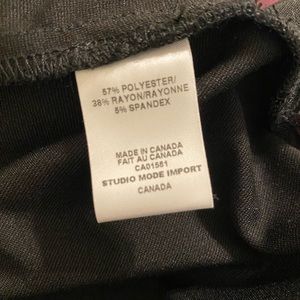 57% POLYESTER/
38% RAYON/RAYONNE
5% SPANDEX
MADE IN CANADA
FAIT AU CANADA
CA01561
STUDIO MODE IMPORT
CANADA